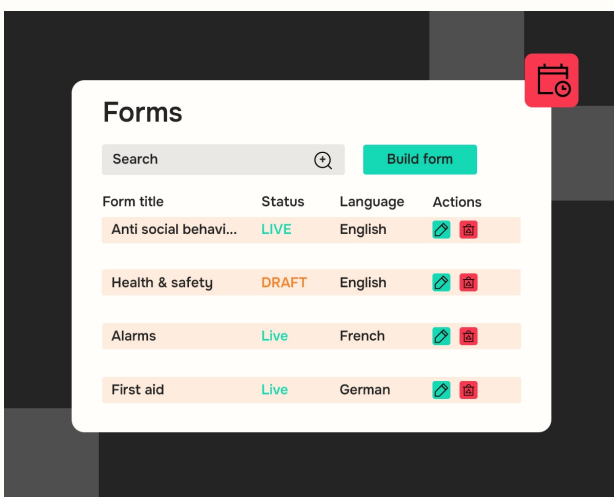 Forms
Search Build form
Form title Status Language Actions
Anti social behavi... LIVE English
Health & safety DRAFT English
Alarms Live French
First aid Live German